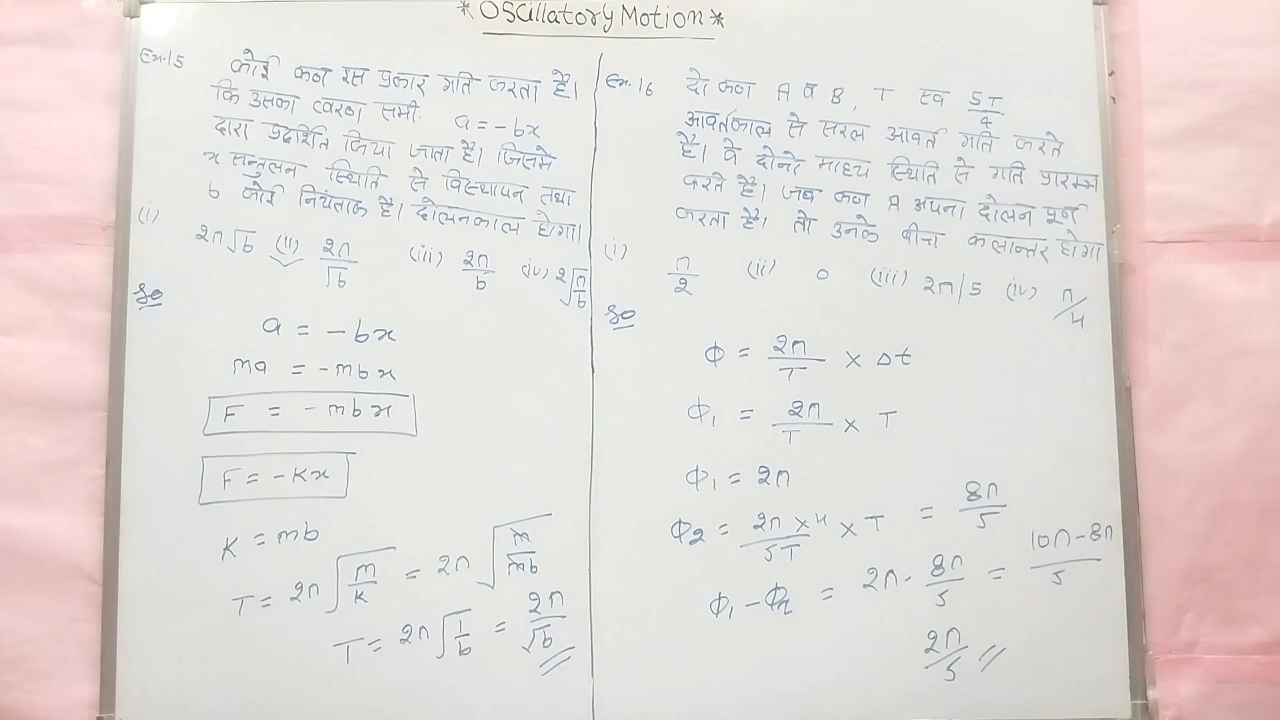 *Oscillatory Motion*
Ex.15 कोई कण इस प्रकार गति करता है।
कि उसका त्वरण समी. a = -bx
द्वारा प्रदर्शित किया जाता है। जिसमे
x सन्तुलन स्थिति से विस्थापन तथा
b कोई नियंताक है। दोलनकाल होगा।
(i) 2π√b (ii) 2π/√b (iii) 2π/b (iv) 2√π/b
So
a = -bx
ma = -mbx
F = -mbx
F = -Kx
K = mb
T = 2π√m/K = 2π√m/mb
T = 2π√1/b = 2π/√b
Ex.16 दो कण A व B, T एव 5T/4
आवर्तकाल से सरल आवर्त गति करते
है। वे दोनो माध्य स्थिति से गति प्रारम्भ
करते है। जब कण A अपना दोलन पूर्ण
करता है। तो उनके बीच कलान्तर होगा
(i) π/2 (ii) 0 (iii) 2π/5 (iv) π/4
So
Φ = 2π/T × Δt
Φ₁ = 2π/T × T
Φ₁ = 2π
Φ₂ = 2π×4/5T × T = 8π/5
Φ₁ - Φ₂ = 2π - 8π/5 = 10π-8π/5
2π/5 //